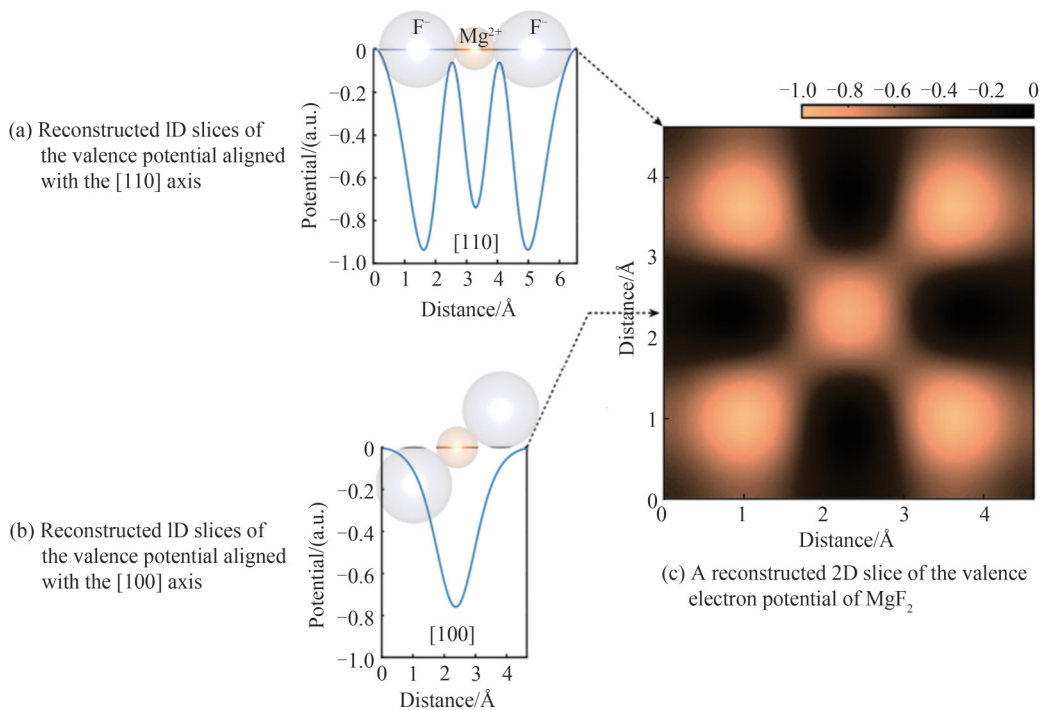 F⁻ Mg²⁺ F⁻
(a) Reconstructed lD slices of
the valence potential aligned
with the [110] axis
Potential/(a.u.)
0
−0.2
−0.4
−0.6
−0.8
−1.0
[110]
0 1 2 3 4 5 6
Distance/Å
(b) Reconstructed lD slices of
the valence potential aligned
with the [100] axis
Potential/(a.u.)
0
−0.2
−0.4
−0.6
−0.8
−1.0
[100]
0 1 2 3 4
Distance/Å
−1.0 −0.8 −0.6 −0.4 −0.2 0
Distance/Å
4
3
2
1
0
1 2 3 4
Distance/Å
(c) A reconstructed 2D slice of the valence
electron potential of MgF₂